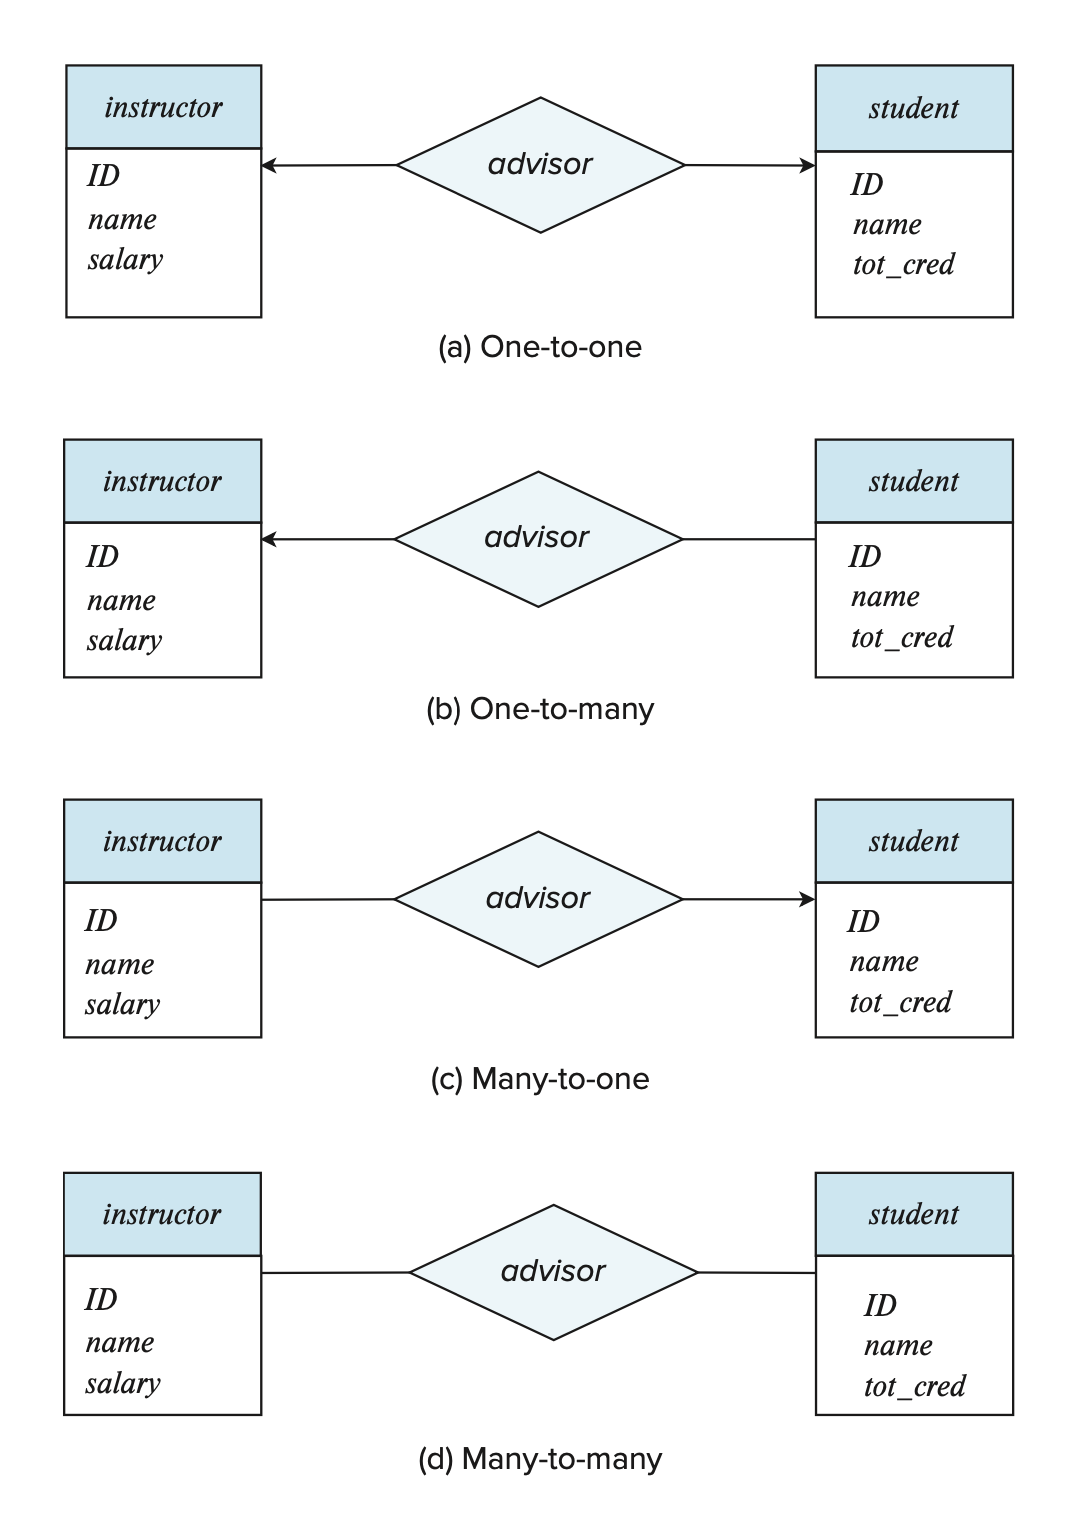 instructor
ID
name
salary
advisor
student
ID
name
tot_cred
(a) One-to-one
instructor
ID
name
salary
advisor
student
ID
name
tot_cred
(b) One-to-many
instructor
ID
name
salary
advisor
student
ID
name
tot_cred
(c) Many-to-one
instructor
ID
name
salary
advisor
student
ID
name
tot_cred
(d) Many-to-many